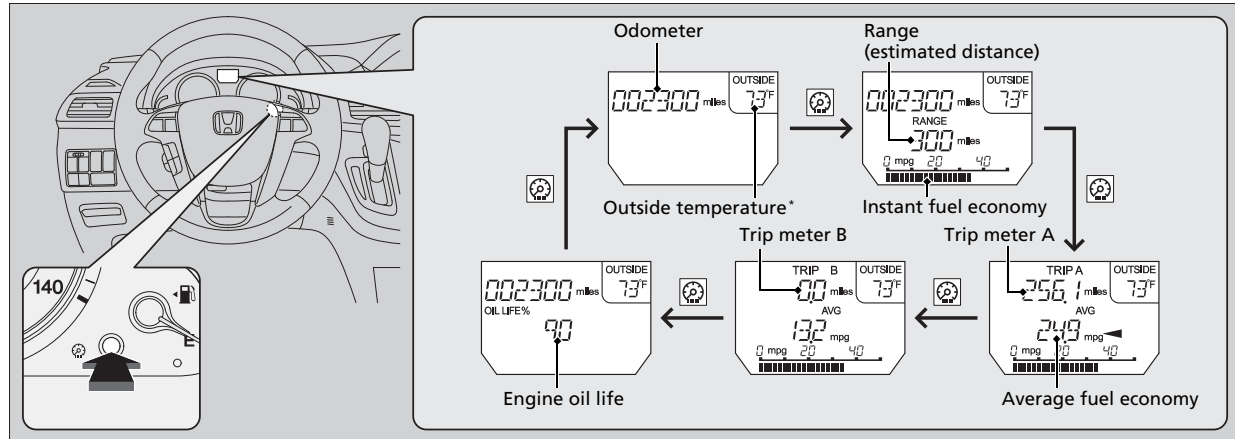 Odometer
Range
(estimated distance)
002300 miles
OUTSIDE
73°F
002300 miles
OUTSIDE
73°F
RANGE
300 miles
0 mpg 20 40
Outside temperature*
Instant fuel economy
Trip meter B
Trip meter A
002300 miles
OUTSIDE
73°F
OIL LIFE%
90
TRIP B
0.0 miles
OUTSIDE
73°F
AVG
13.2 mpg
0 mpg 20 40
TRIP A
256.1 miles
OUTSIDE
73°F
AVG
24.9 mpg
0 mpg 20 40
Engine oil life
Average fuel economy
140
E